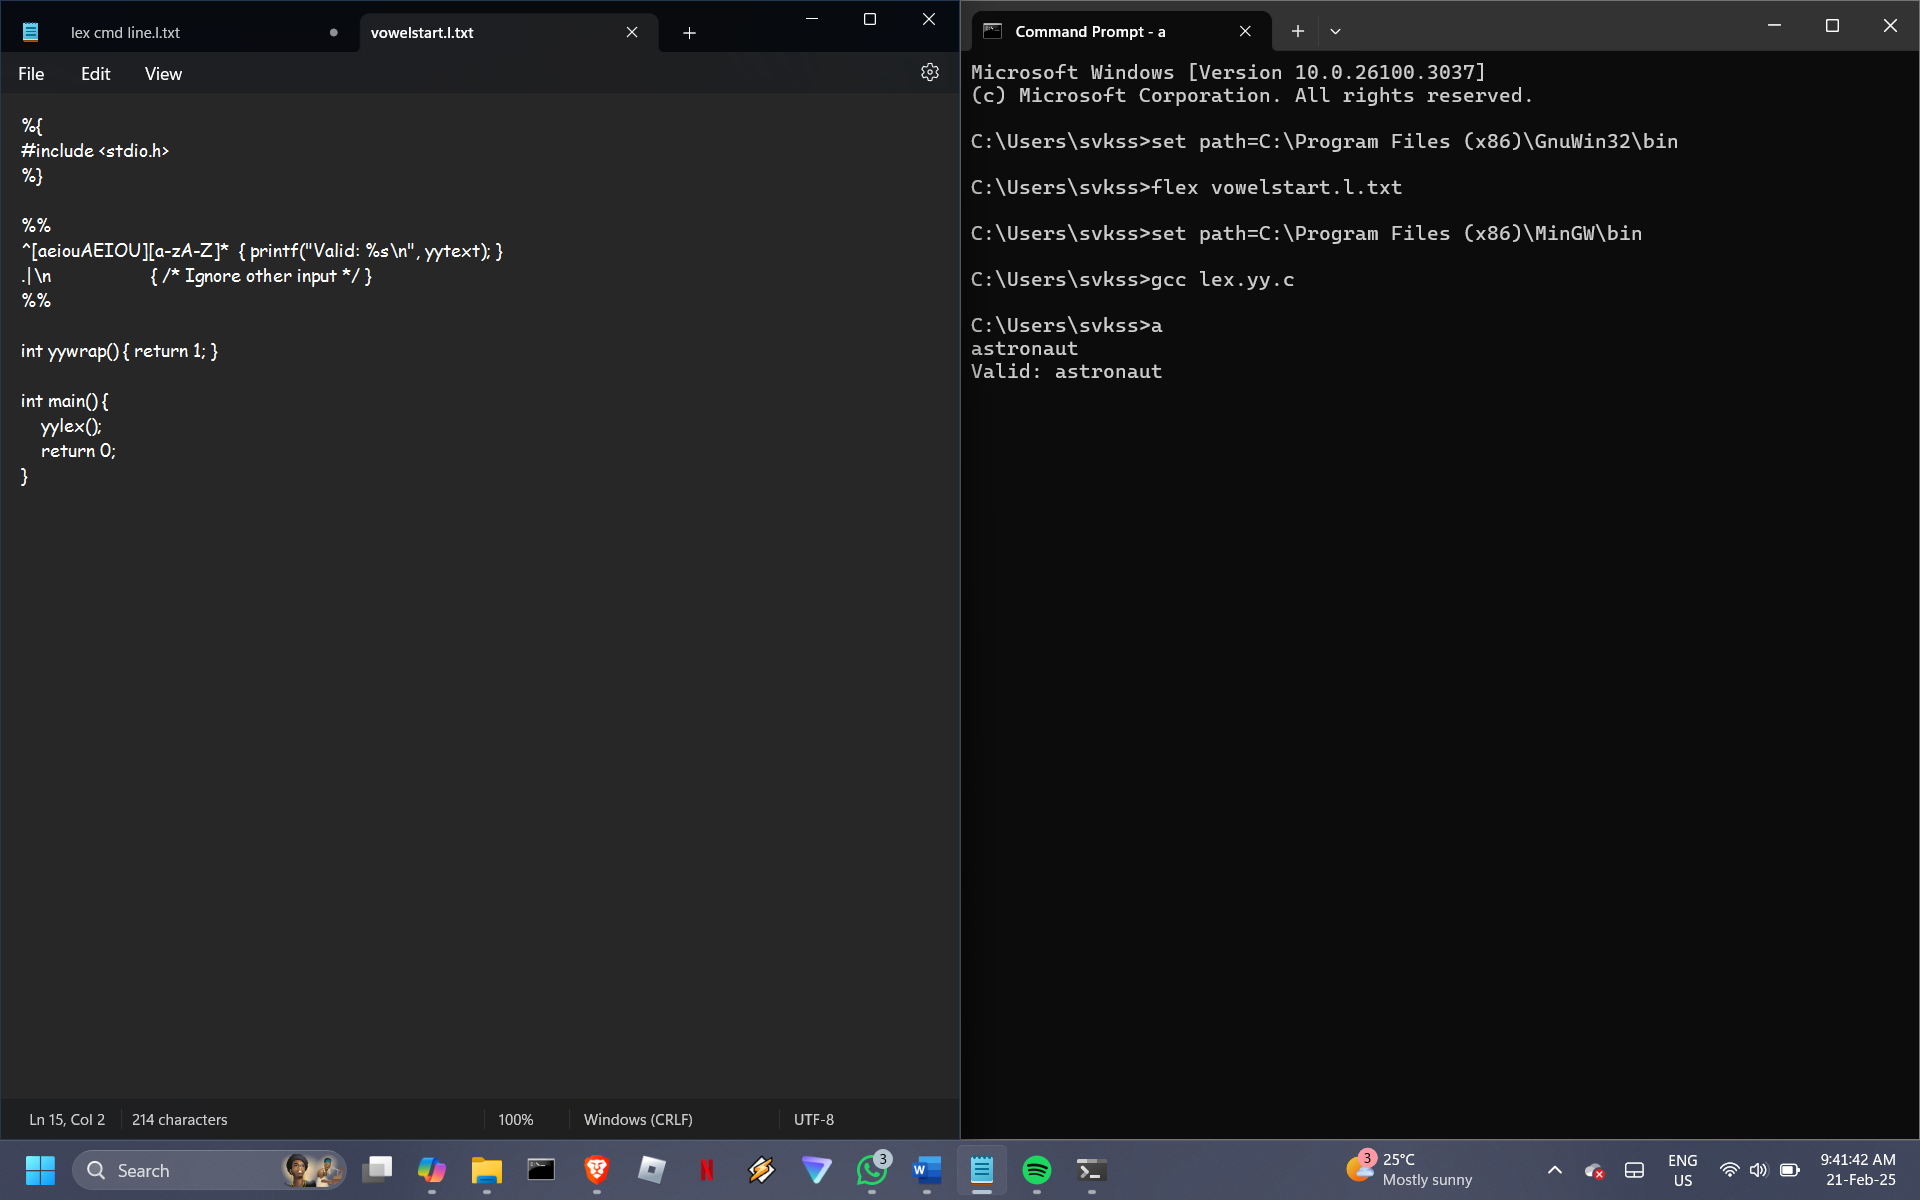 lex cmd line.l.txt
vowelstart.l.txt
File Edit View
%{
#include <stdio.h>
%}
%%
^[aeiouAEIOU][a-zA-Z]*  { printf("Valid: %s\n", yytext); }
.|\n                    { /* Ignore other input */ }
%%
int yywrap() { return 1; }
int main() {
    yylex();
    return 0;
}
Ln 15, Col 2
214 characters
100%
Windows (CRLF)
UTF-8
Command Prompt - a
Microsoft Windows [Version 10.0.26100.3037]
(c) Microsoft Corporation. All rights reserved.
C:\Users\svkss>set path=C:\Program Files (x86)\GnuWin32\bin
C:\Users\svkss>flex vowelstart.l.txt
C:\Users\svkss>set path=C:\Program Files (x86)\MinGW\bin
C:\Users\svkss>gcc lex.yy.c
C:\Users\svkss>a
astronaut
Valid: astronaut
Search
3
W
3
25°C
Mostly sunny
ENG
US
9:41:42 AM
21-Feb-25